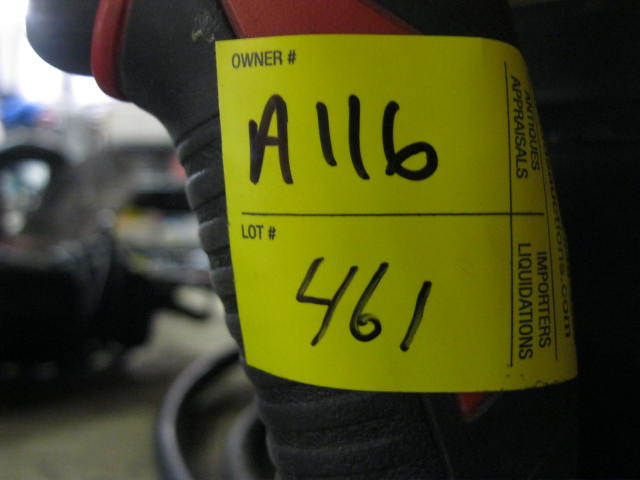 OWNER #
A116
LOT #
461
ANTIQUES
APPRAISALS
IMPORTERS
LIQUIDATIONS